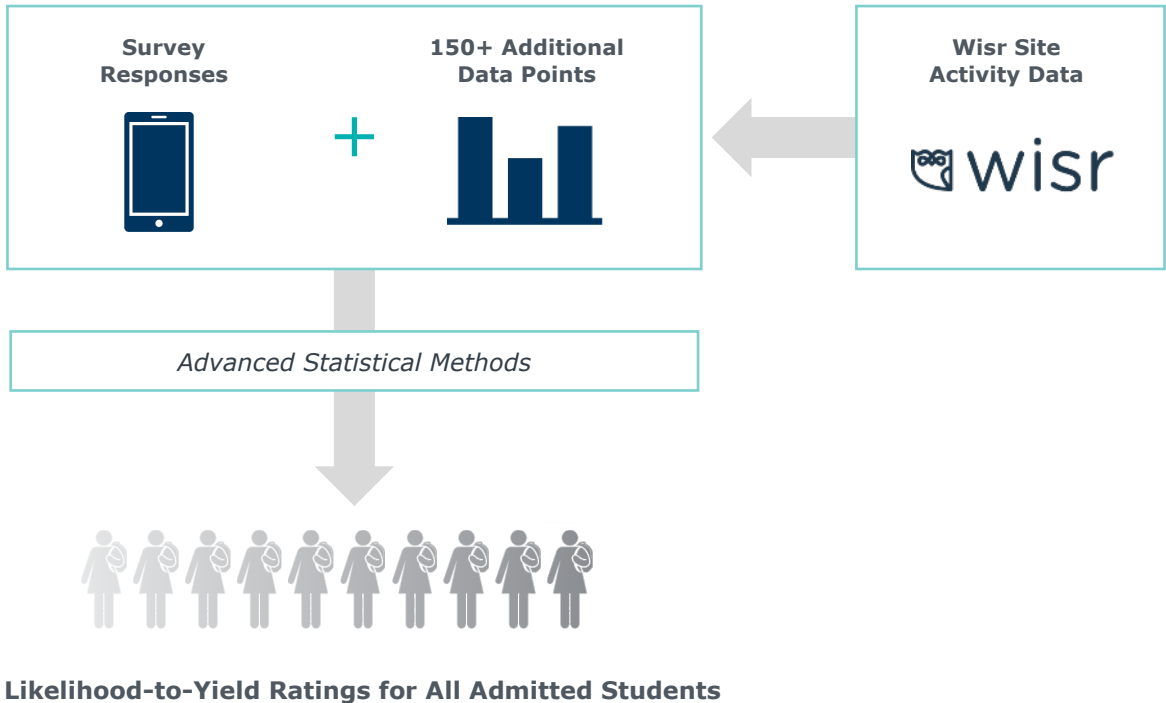 Survey
Responses
150+ Additional
Data Points
Wisr Site
Activity Data
wisr
Advanced Statistical Methods
Likelihood-to-Yield Ratings for All Admitted Students